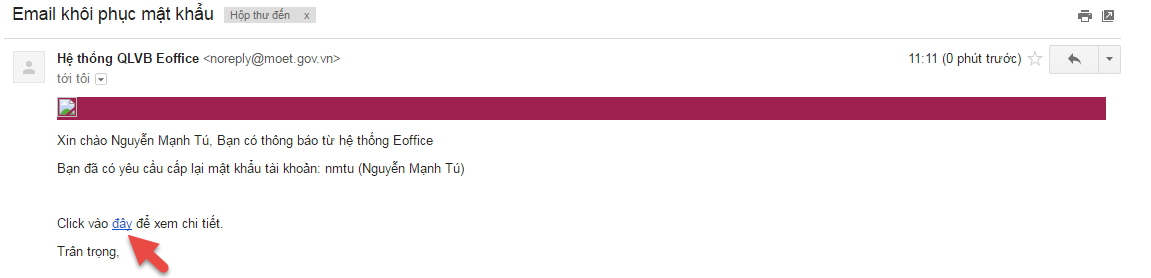 Email khôi phục mật khẩu Hộp thư đến x
Hệ thống QLVB Eoffice <noreply@moet.gov.vn> 11:11 (0 phút trước)
tới tôi
Xin chào Nguyễn Mạnh Tú, Bạn có thông báo từ hệ thống Eoffice
Bạn đã có yêu cầu cấp lại mật khẩu tài khoản: nmtu (Nguyễn Mạnh Tú)
Click vào đây để xem chi tiết.
Trân trọng,